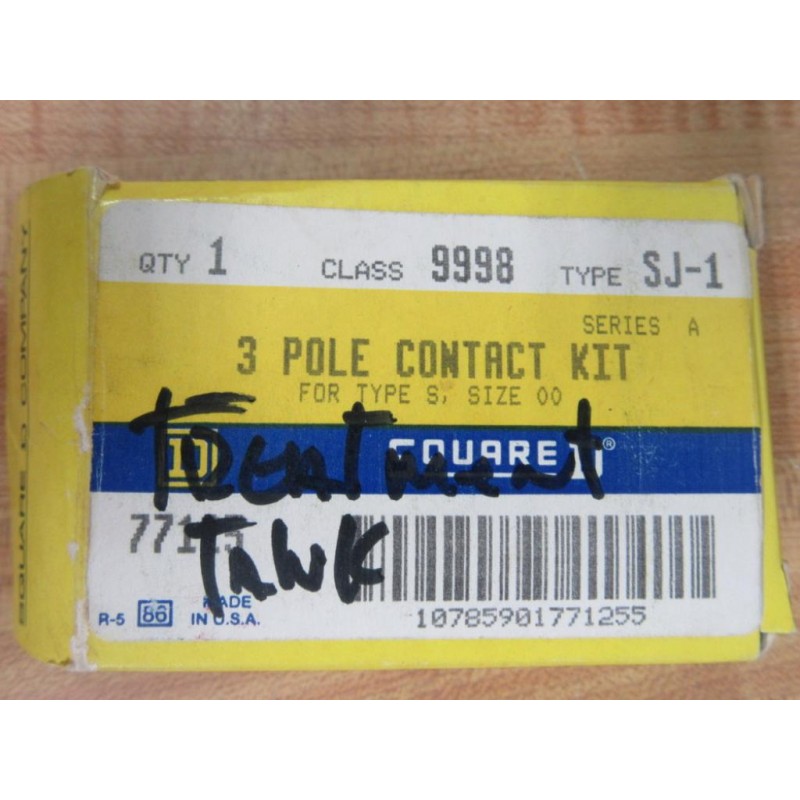 QTY 1 CLASS 9998 TYPE SJ-1
SERIES A
3 POLE CONTACT KIT
FOR TYPE S, SIZE 00
D SQUARE D®
Treatment
Tank
R-5 86 MADE IN U.S.A.
10785901771255
SQUARE D COMPANY